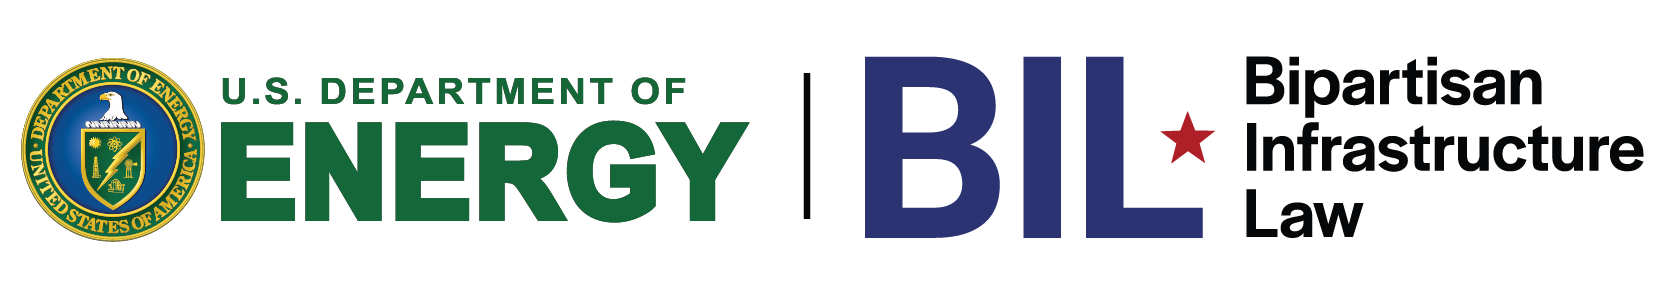 DEPARTMENT OF ENERGY
UNITED STATES OF AMERICA
U.S. DEPARTMENT OF
ENERGY
BIL
Bipartisan
Infrastructure
Law